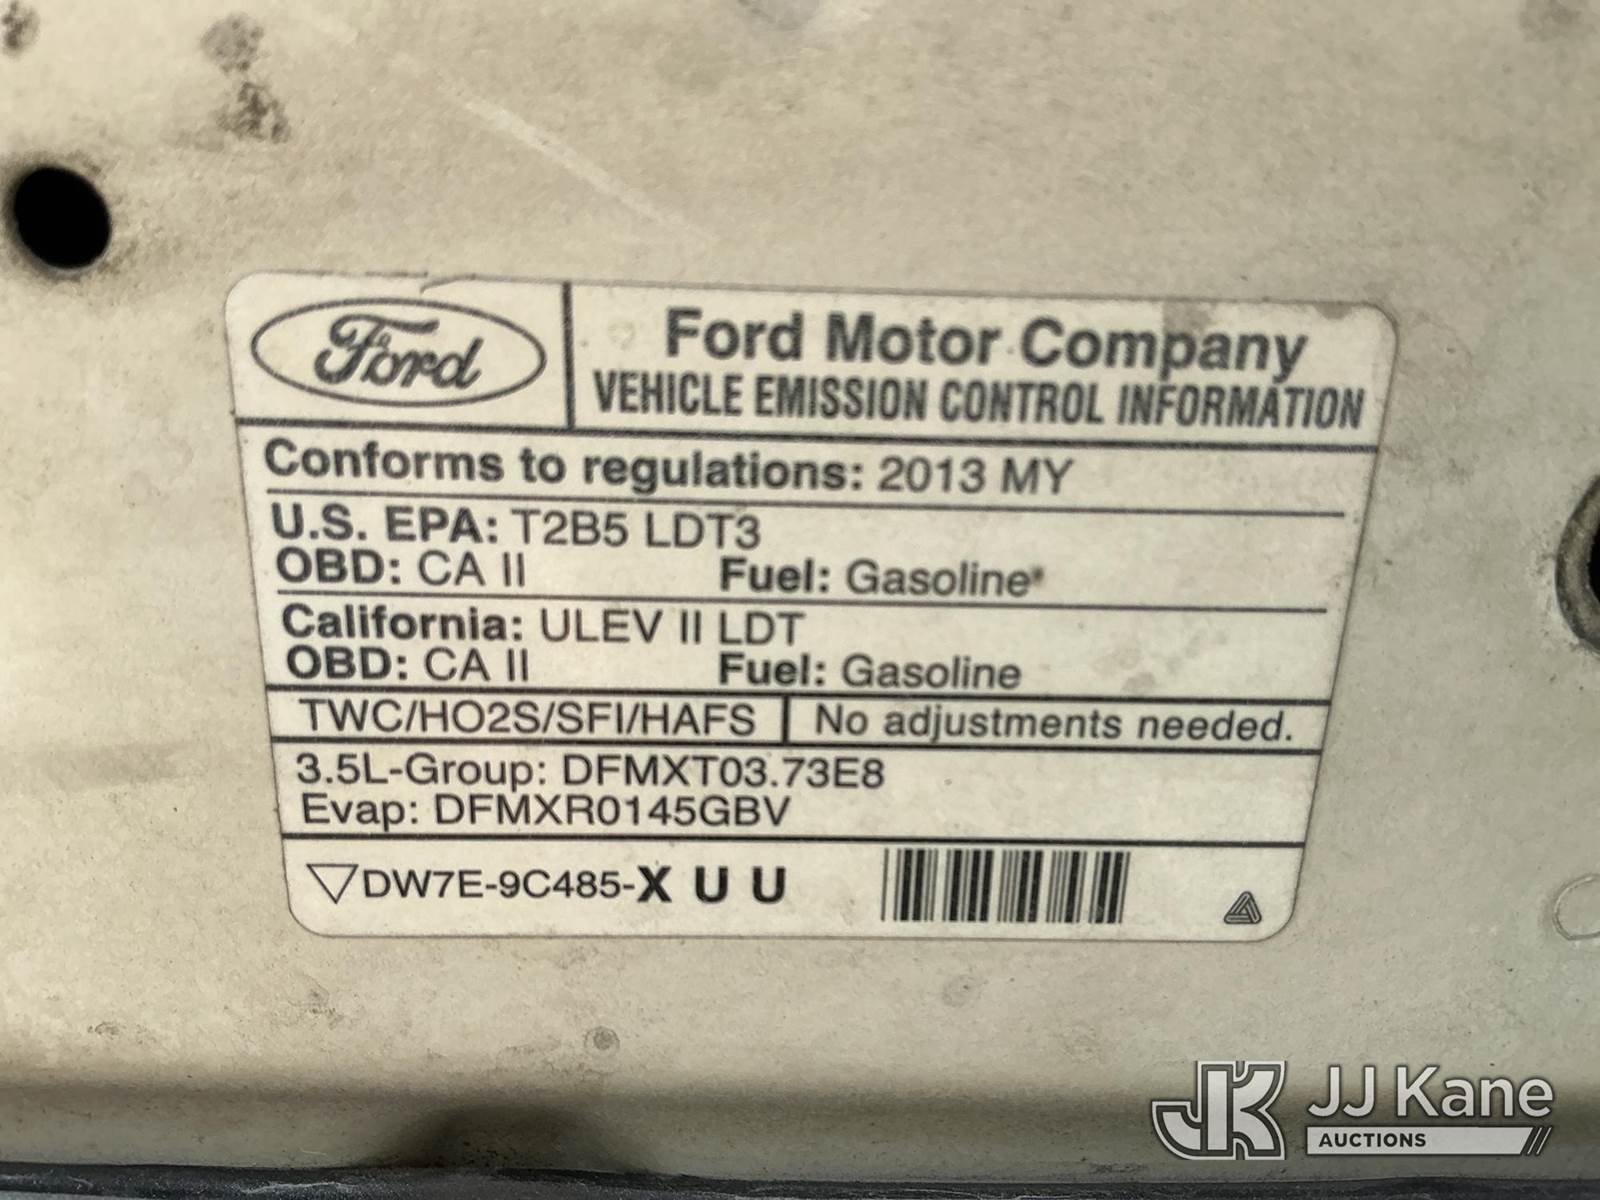 Ford
Ford Motor Company
VEHICLE EMISSION CONTROL INFORMATION
Conforms to regulations: 2013 MY
U.S. EPA: T2B5 LDT3
OBD: CA II Fuel: Gasoline
California: ULEV II LDT
OBD: CA II Fuel: Gasoline
TWC/HO2S/SFI/HAFS No adjustments needed.
3.5L-Group: DFMXT03.73E8
Evap: DFMXR0145GBV
DW7E-9C485-X U U
JK JJ Kane
AUCTIONS